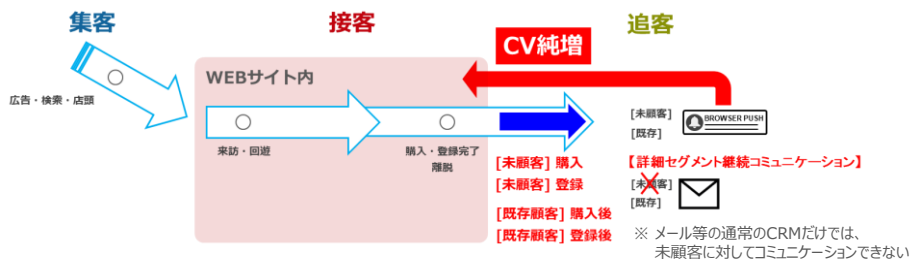 集客
接客
追客
CV純増
WEBサイト内
広告・検索・店頭
来訪・回遊
購入・登録完了
離脱
[未顧客] 購入
[未顧客] 登録
[既存顧客] 購入後
[既存顧客] 登録後
[未顧客]
[既存]
BROWSER PUSH
【詳細セグメント継続コミュニケーション】
[未顧客]
[既存]
※ メール等の通常のCRMだけでは、
未顧客に対してコミュニケーションできない